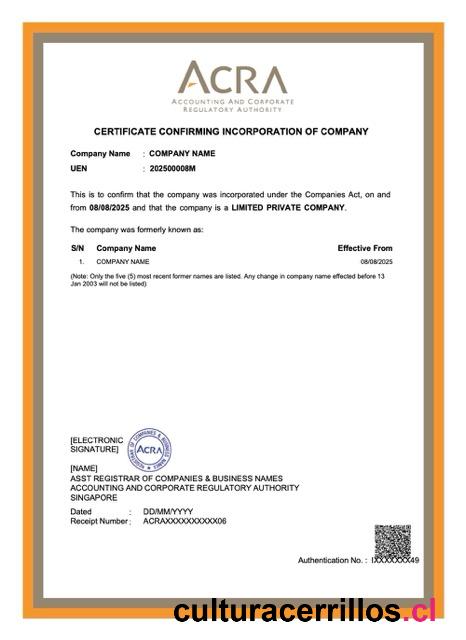 ACRA
ACCOUNTING AND CORPORATE
REGULATORY AUTHORITY
CERTIFICATE CONFIRMING INCORPORATION OF COMPANY
Company Name : COMPANY NAME
UEN : 202500008M
This is to confirm that the company was incorporated under the Companies Act, on and
from 08/08/2025 and that the company is a LIMITED PRIVATE COMPANY.
The company was formerly known as:
S/N Company Name Effective From
1. COMPANY NAME 08/08/2025
(Note: Only the five (5) most recent former names are listed. Any change in company name effected before 13
Jan 2003 will not be listed)
[ELECTRONIC
SIGNATURE]
REGISTRAR OF COMPANIES & BUSINESS NAMES
ACRA
[NAME]
ASST REGISTRAR OF COMPANIES & BUSINESS NAMES
ACCOUNTING AND CORPORATE REGULATORY AUTHORITY
SINGAPORE
Dated : DD/MM/YYYY
Receipt Number : ACRAXXXXXXXXXX06
Authentication No. : IXXXXXXX49
culturacerrillos.cl